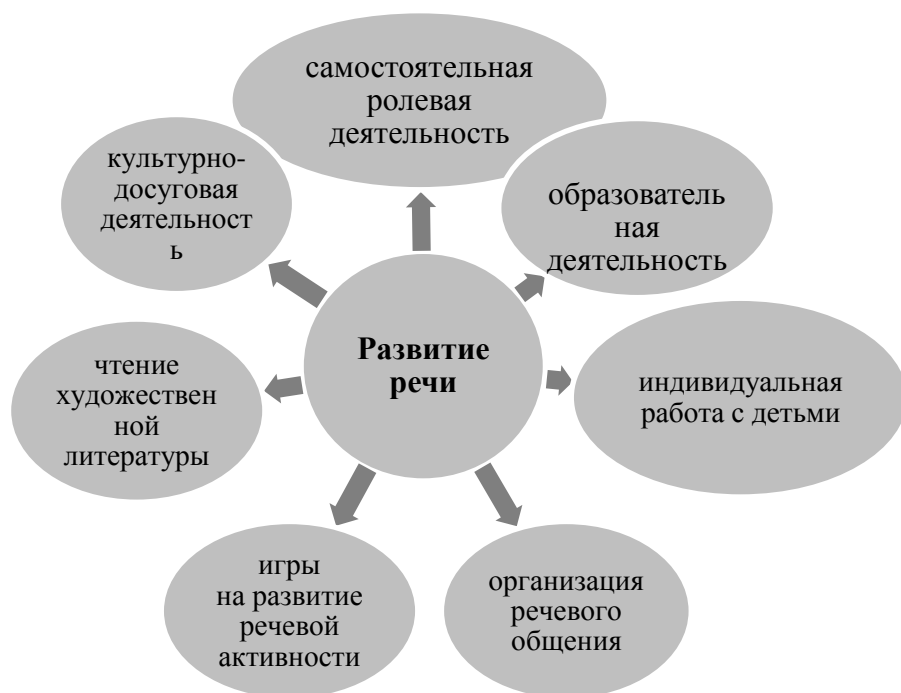 самостоятельная
ролевая
деятельность
культурно-
досуговая
деятельност
ь
образователь
ная
деятельность
Развитие
речи
чтение
художествен
ной
литературы
индивидуальная
работа с детьми
игры
на развитие
речевой
активности
организация
речевого
общения